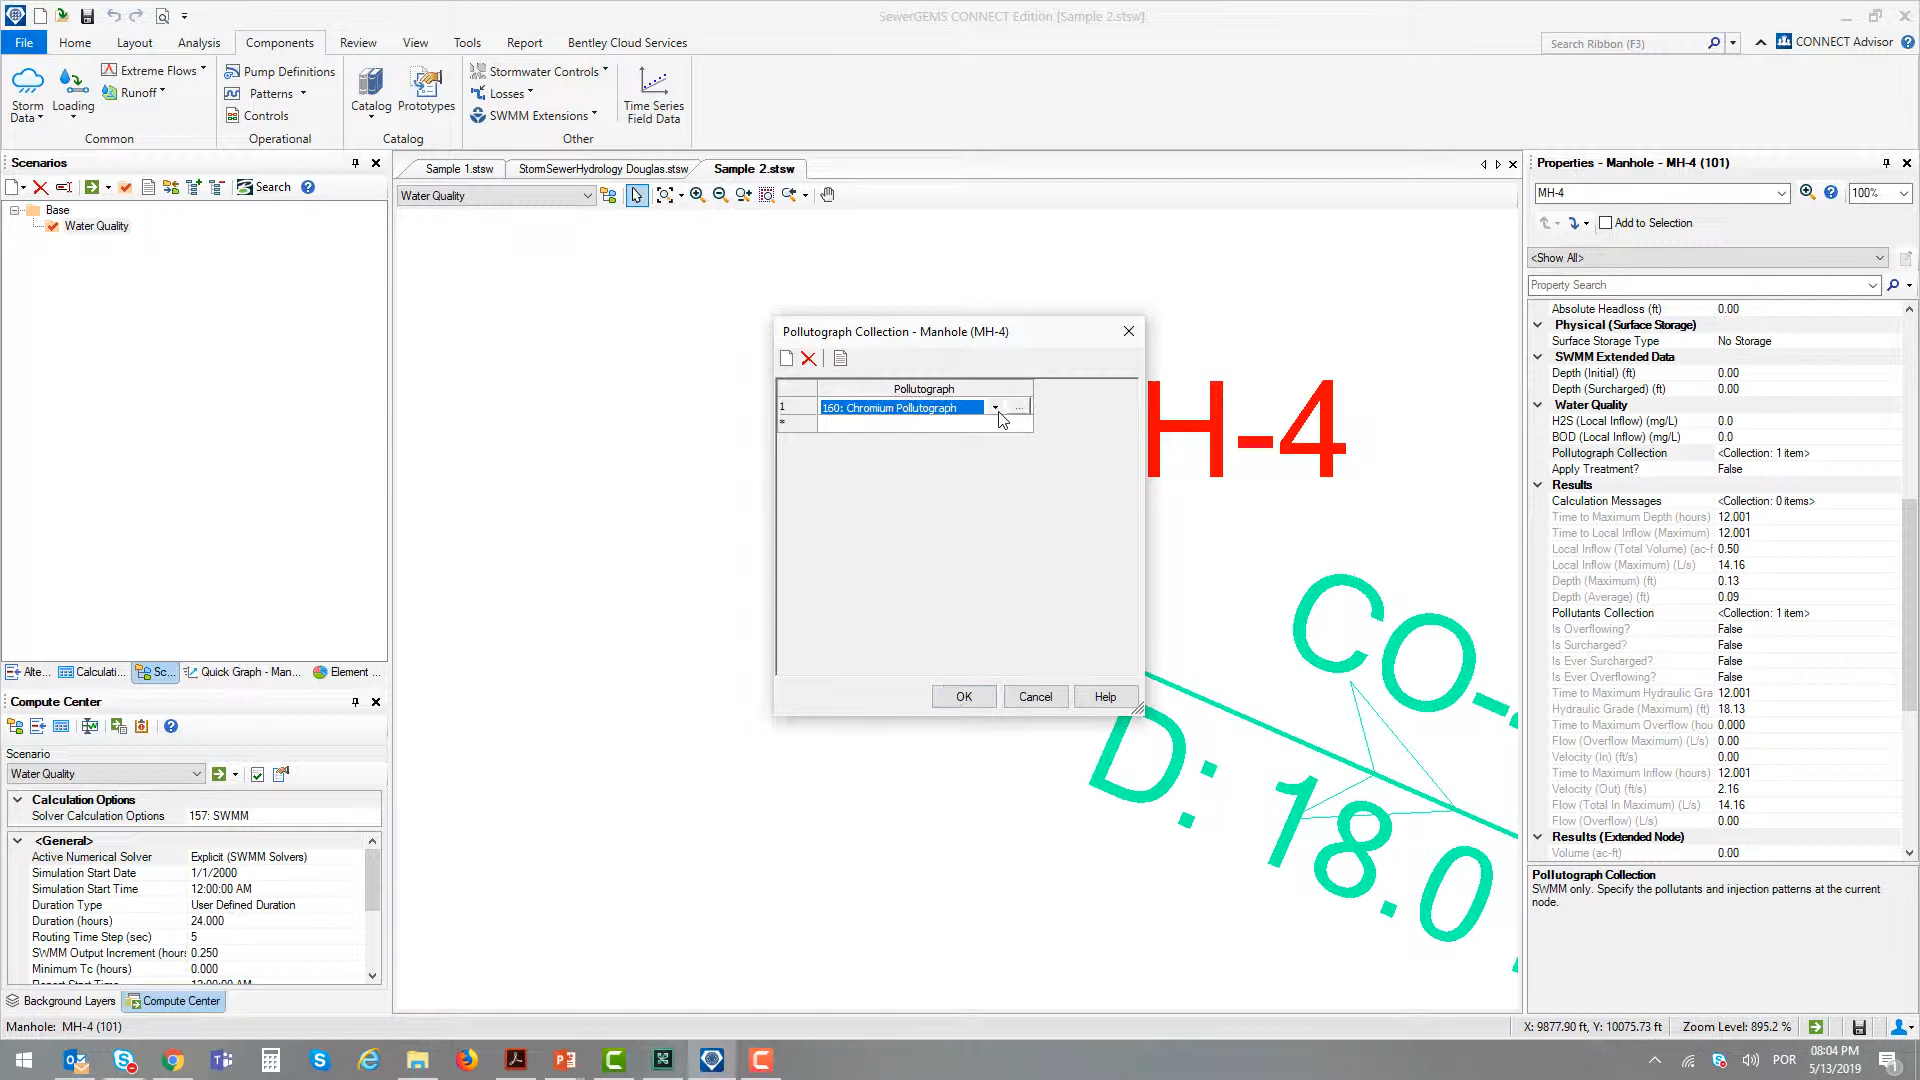 SewerGEMS CONNECT Edition [Sample 2.stsw]
File Home Layout Analysis Components Review View Tools Report Bentley Cloud Services
Search Ribbon (F3) CONNECT Advisor
Storm Data Loading Extreme Flows Runoff
Common
Pump Definitions Patterns Controls
Operational
Catalog Prototypes
Catalog
Stormwater Controls Losses SWMM Extensions Time Series Field Data
Other
Scenarios
Search
Base
Water Quality
Alte... Calculati... Sc... Quick Graph - Man... Element ...
Compute Center
Scenario
Water Quality
Calculation Options
Solver Calculation Options 157: SWMM
<General>
Active Numerical Solver Explicit (SWMM Solvers)
Simulation Start Date 1/1/2000
Simulation Start Time 12:00:00 AM
Duration Type User Defined Duration
Duration (hours) 24.000
Routing Time Step (sec) 5
SWMM Output Increment (hours 0.250
Minimum Tc (hours) 0.000
Background Layers Compute Center
Sample 1.stsw StormSewerHydrology Douglas.stsw Sample 2.stsw
Water Quality
Pollutograph Collection - Manhole (MH-4)
Pollutograph
1 160: Chromium Pollutograph ...
*
OK Cancel Help
H-4
CO-
D: 18.0
Properties - Manhole - MH-4 (101)
MH-4 100%
Add to Selection
<Show All>
Property Search
Absolute Headloss (ft) 0.00
Physical (Surface Storage)
Surface Storage Type No Storage
SWMM Extended Data
Depth (Initial) (ft) 0.00
Depth (Surcharged) (ft) 0.00
Water Quality
H2S (Local Inflow) (mg/L) 0.0
BOD (Local Inflow) (mg/L) 0.0
Pollutograph Collection <Collection: 1 item>
Apply Treatment? False
Results
Calculation Messages <Collection: 0 items>
Time to Maximum Depth (hours) 12.001
Time to Local Inflow (Maximum) 12.001
Local Inflow (Total Volume) (ac-f 0.50
Local Inflow (Maximum) (L/s) 14.16
Depth (Maximum) (ft) 0.13
Depth (Average) (ft) 0.09
Pollutants Collection <Collection: 1 item>
Is Overflowing? False
Is Surcharged? False
Is Ever Surcharged? False
Is Ever Overflowing? False
Time to Maximum Hydraulic Gra 12.001
Hydraulic Grade (Maximum) (ft) 18.13
Time to Maximum Overflow (hou 0.000
Flow (Overflow Maximum) (L/s) 0.00
Velocity (In) (ft/s) 0.00
Time to Maximum Inflow (hours) 12.001
Velocity (Out) (ft/s) 2.16
Flow (Total In Maximum) (L/s) 14.16
Flow (Overflow) (L/s) 0.00
Results (Extended Node)
Volume (ac-ft) 0.00
Pollutograph Collection
SWMM only. Specify the pollutants and injection patterns at the current
node.
Manhole: MH-4 (101) X: 9877.90 ft, Y: 10075.73 ft Zoom Level: 895.2 %
POR 08:04 PM
5/13/2019